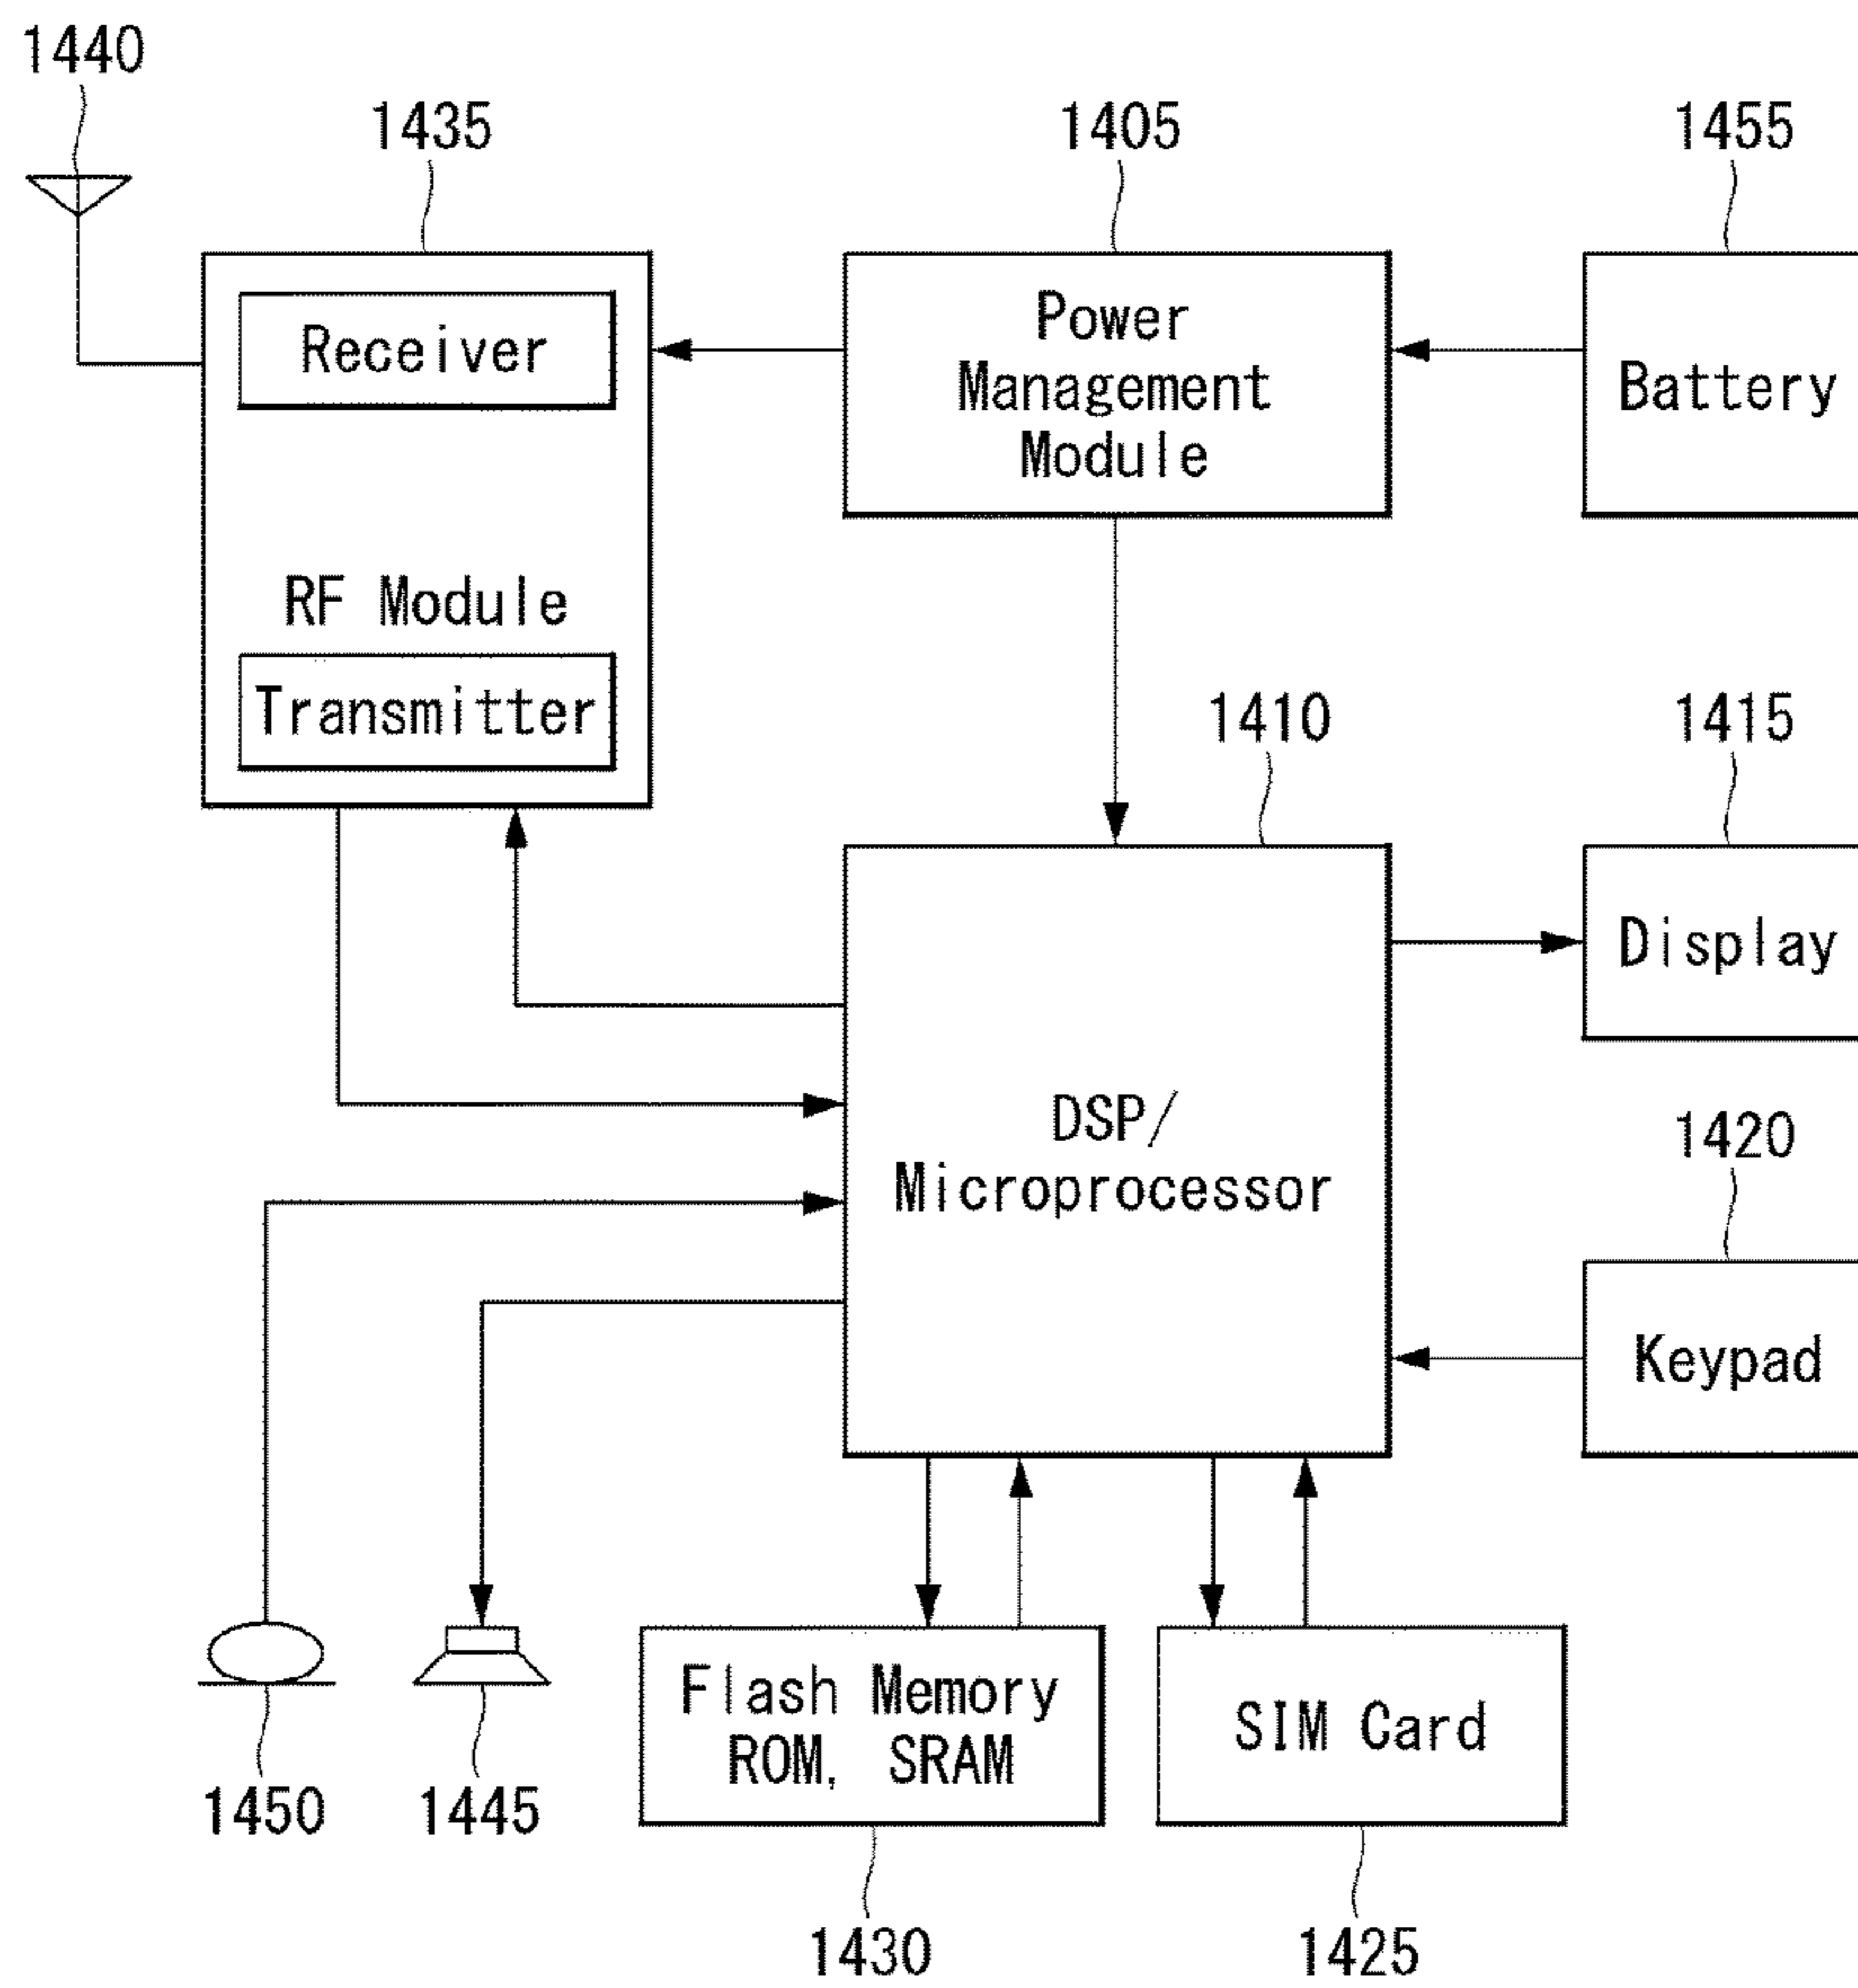 1440
1435
1405
1455
Receiver
RF Module
Transmitter
Power
Management
Module
Battery
1410
1415
DSP/
Microprocessor
Display
1420
Keypad
Flash Memory
ROM, SRAM
SIM Card
1450
1445
1430
1425